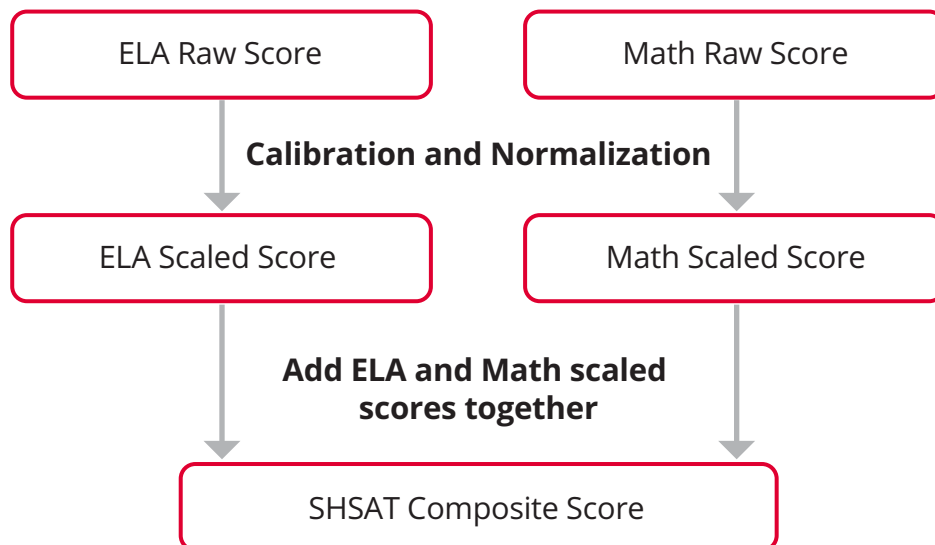 ELA Raw Score
Math Raw Score
Calibration and Normalization
ELA Scaled Score
Math Scaled Score
Add ELA and Math scaled
scores together
SHSAT Composite Score